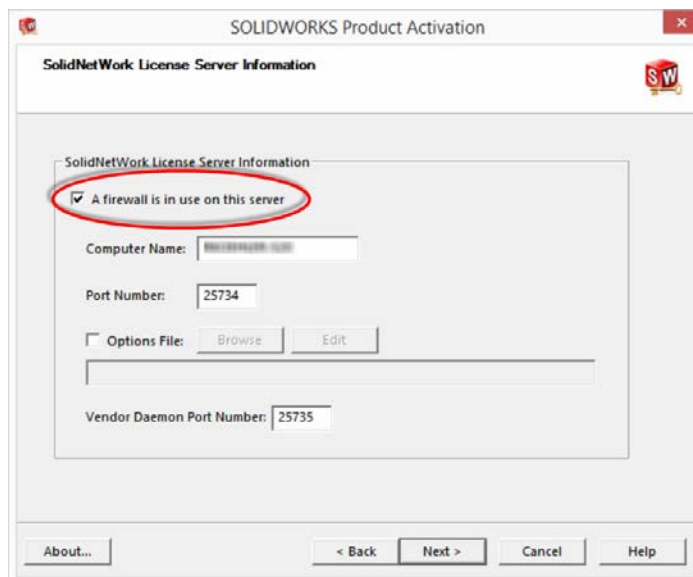 SOLIDWORKS Product Activation
SolidNetWork License Server Information
SW
SolidNetWork License Server Information
A firewall is in use on this server
Computer Name:
Port Number: 25734
Options File: Browse Edit
Vendor Daemon Port Number: 25735
About... < Back Next > Cancel Help